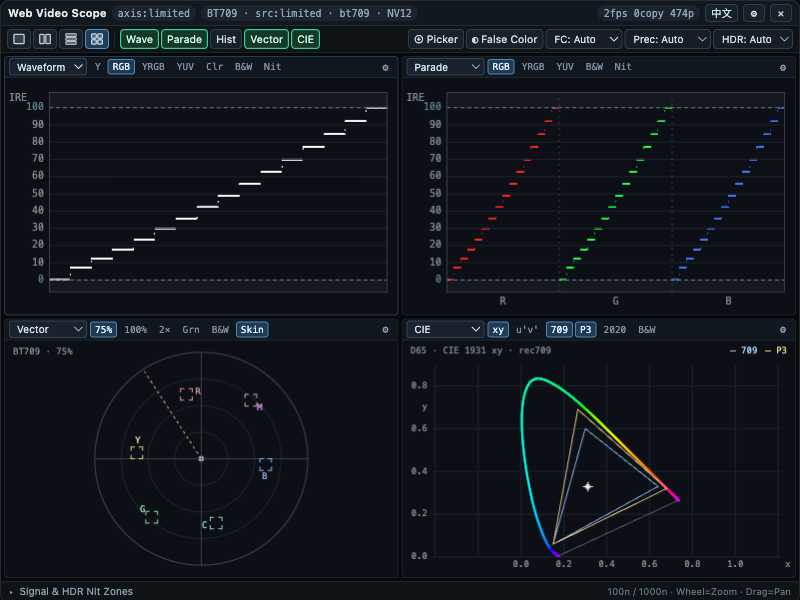 Web Video Scope axis:limited BT709 · src:limited · bt709 · NV12 2fps 0copy 474p 中文 ⚙ ×
Wave Parade Hist Vector CIE Picker False Color FC: Auto Prec: Auto HDR: Auto
Waveform Y RGB YRGB YUV Clr B&W Nit
IRE
100
90
80
70
60
50
40
30
20
10
0
Parade RGB YRGB YUV B&W Nit
IRE
100
90
80
70
60
50
40
30
20
10
0
R G B
Vector 75% 100% 2× Grn B&W Skin
BT709 · 75%
R
M
Y
B
G
C
CIE xy u'v' 709 P3 2020 B&W
D65 · CIE 1931 xy · rec709 — 709 — P3
0.8
y
0.6
0.4
0.2
0.0
0.0 0.2 0.4 0.6 0.8 1.0 x
Signal & HDR Nit Zones 100n / 1000n · Wheel=Zoom · Drag=Pan